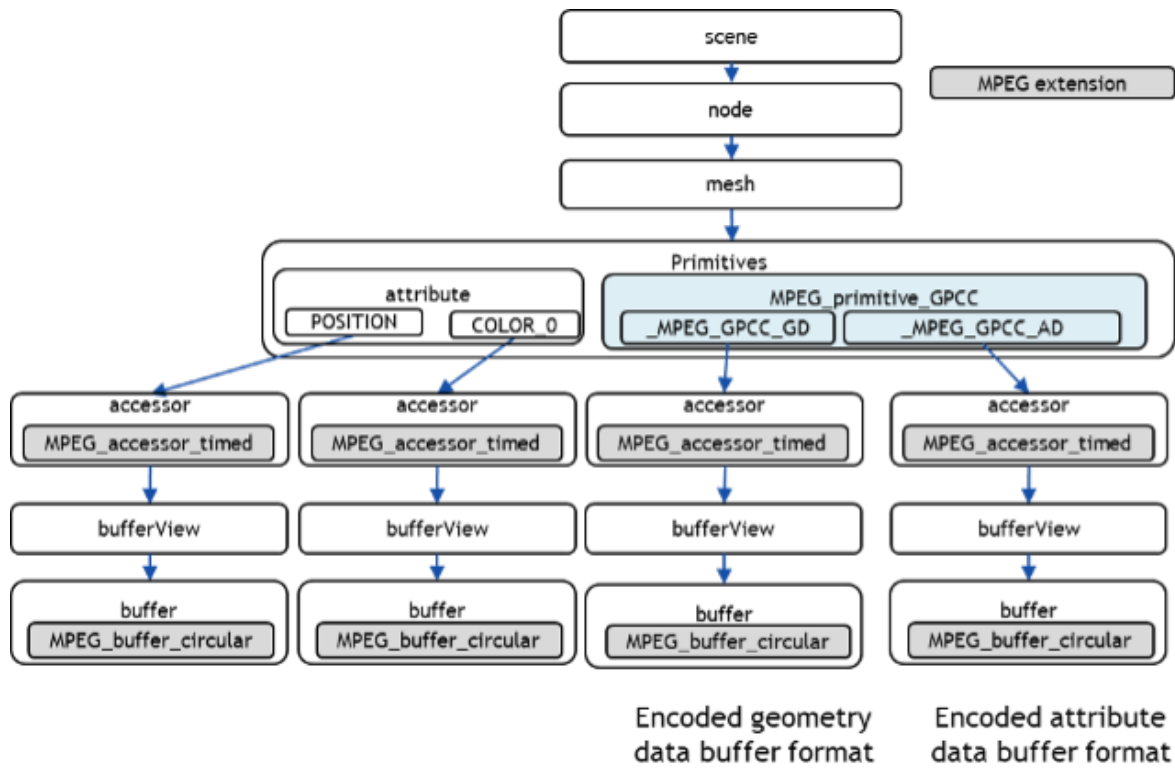 scene
MPEG extension
node
mesh
Primitives
attribute
MPEG_primitive_GPCC
POSITION
COLOR_0
_MPEG_GPCC_GD
_MPEG_GPCC_AD
accessor
accessor
accessor
accessor
MPEG_accessor_timed
MPEG_accessor_timed
MPEG_accessor_timed
MPEG_accessor_timed
bufferView
bufferView
bufferView
bufferView
buffer
buffer
buffer
buffer
MPEG_buffer_circular
MPEG_buffer_circular
MPEG_buffer_circular
MPEG_buffer_circular
Encoded geometry
data buffer format
Encoded attribute
data buffer format